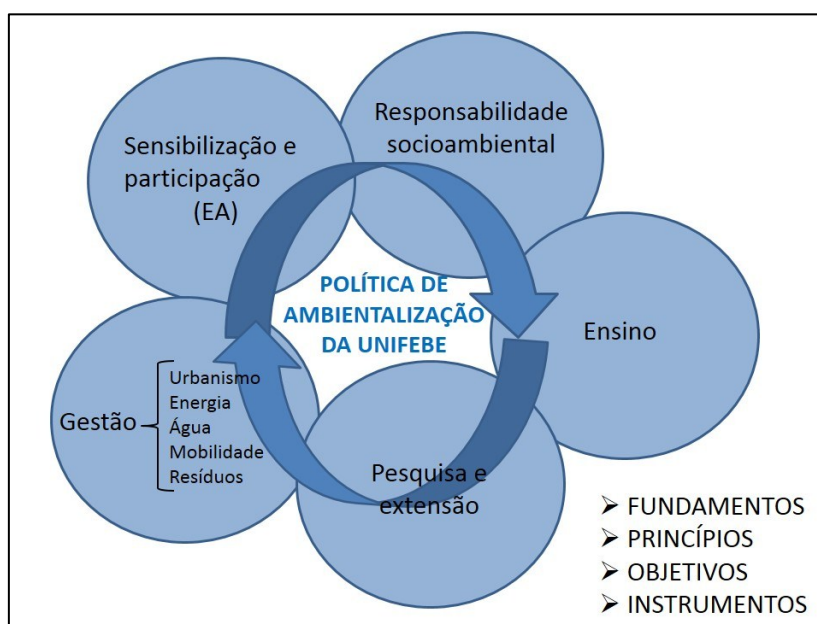 Responsabilidade
socioambiental
Sensibilização e
participação
(EA)
POLÍTICA DE
AMBIENTALIZAÇÃO
DA UNIFEBE
Ensino
Gestão
Urbanismo
Energia
Água
Mobilidade
Resíduos
Pesquisa e
extensão
➢ FUNDAMENTOS
➢ PRINCÍPIOS
➢ OBJETIVOS
➢ INSTRUMENTOS